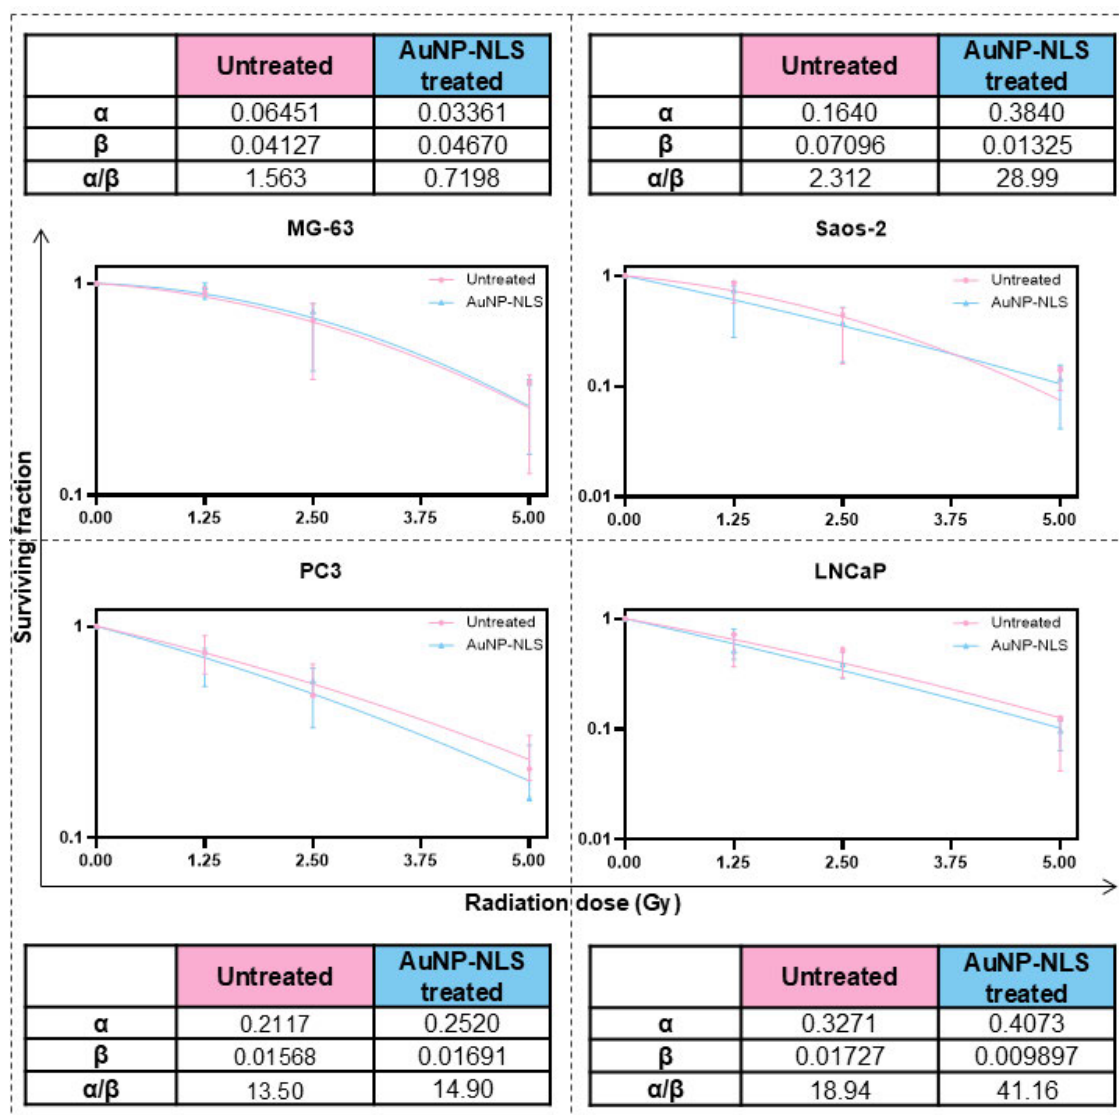 Untreated AuNP-NLS treated
α 0.06451 0.03361
β 0.04127 0.04670
α/β 1.563 0.7198
Untreated AuNP-NLS treated
α 0.1640 0.3840
β 0.07096 0.01325
α/β 2.312 28.99
MG-63
Untreated
AuNP-NLS
1
0.1
0.00 1.25 2.50 3.75 5.00
Saos-2
Untreated
AuNP-NLS
1
0.1
0.01
0.00 1.25 2.50 3.75 5.00
Surviving fraction
PC3
Untreated
AuNP-NLS
1
0.1
0.00 1.25 2.50 3.75 5.00
LNCaP
Untreated
AuNP-NLS
1
0.1
0.01
0.00 1.25 2.50 3.75 5.00
Radiation dose (Gy)
Untreated AuNP-NLS treated
α 0.2117 0.2520
β 0.01568 0.01691
α/β 13.50 14.90
Untreated AuNP-NLS treated
α 0.3271 0.4073
β 0.01727 0.009897
α/β 18.94 41.16